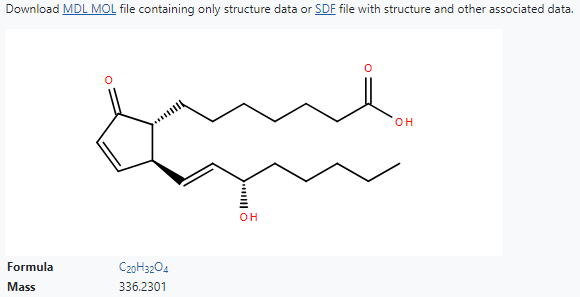 Download MDL MOL file containing only structure data or SDF file with structure and other associated data.
O
O
OH
OH
Formula C20H32O4
Mass 336.2301